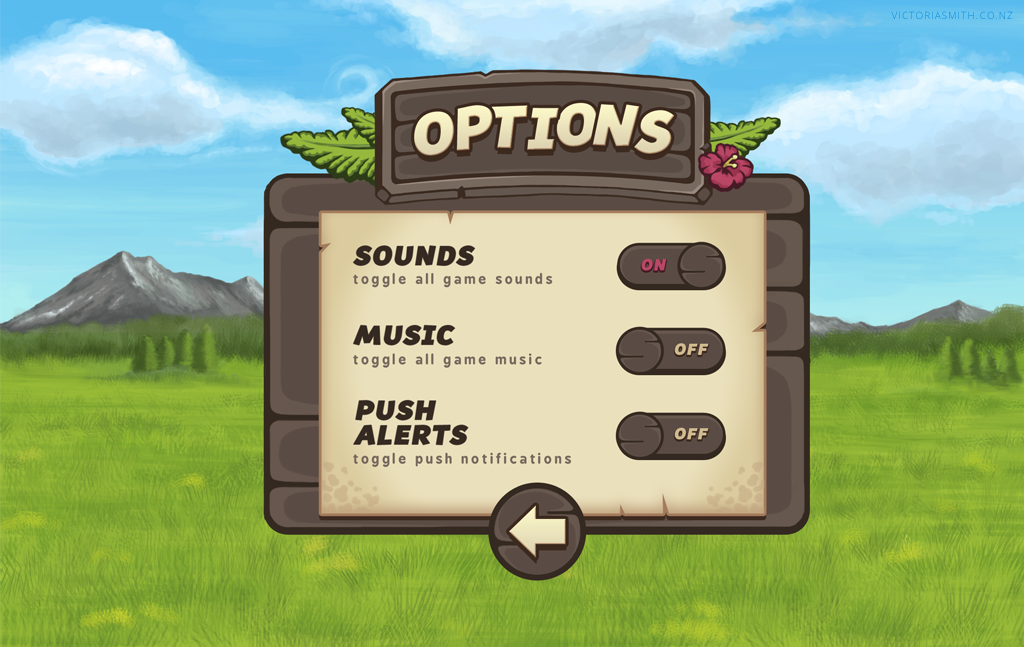 VICTORIASMITH.CO.NZ
OPTIONS
SOUNDS
toggle all game sounds
ON
MUSIC
toggle all game music
OFF
PUSH
ALERTS
toggle push notifications
OFF